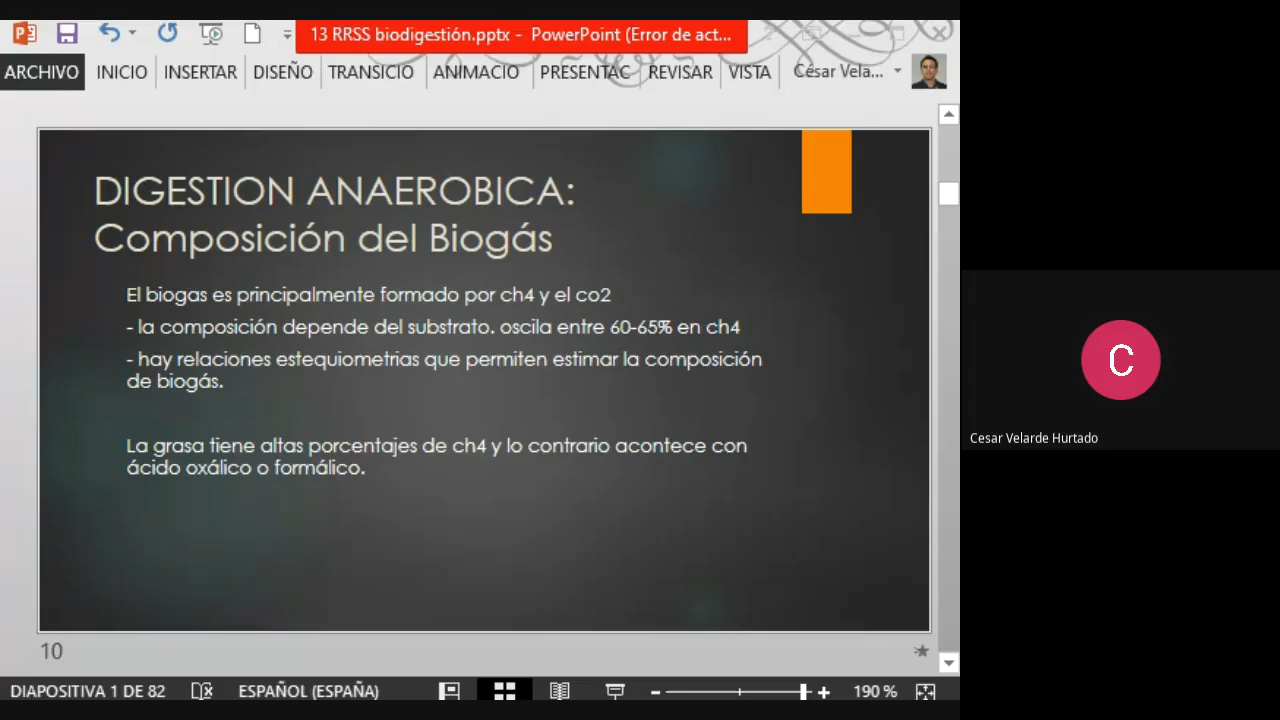 13 RRSS biodigestión.pptx - PowerPoint (Error de act...
ARCHIVO INICIO INSERTAR DISEÑO TRANSICIO ANIMACIO PRESENTAC REVISAR VISTA César Vela...
DIGESTION ANAEROBICA:
Composición del Biogás
El biogas es principalmente formado por ch4 y el co2
- la composición depende del substrato. oscila entre 60-65% en ch4
- hay relaciones estequiometrias que permiten estimar la composición
de biogás.
La grasa tiene altas porcentajes de ch4 y lo contrario acontece con
ácido oxálico o formálico.
C
Cesar Velarde Hurtado
10
DIAPOSITIVA 1 DE 82 ESPAÑOL (ESPAÑA) 190 %